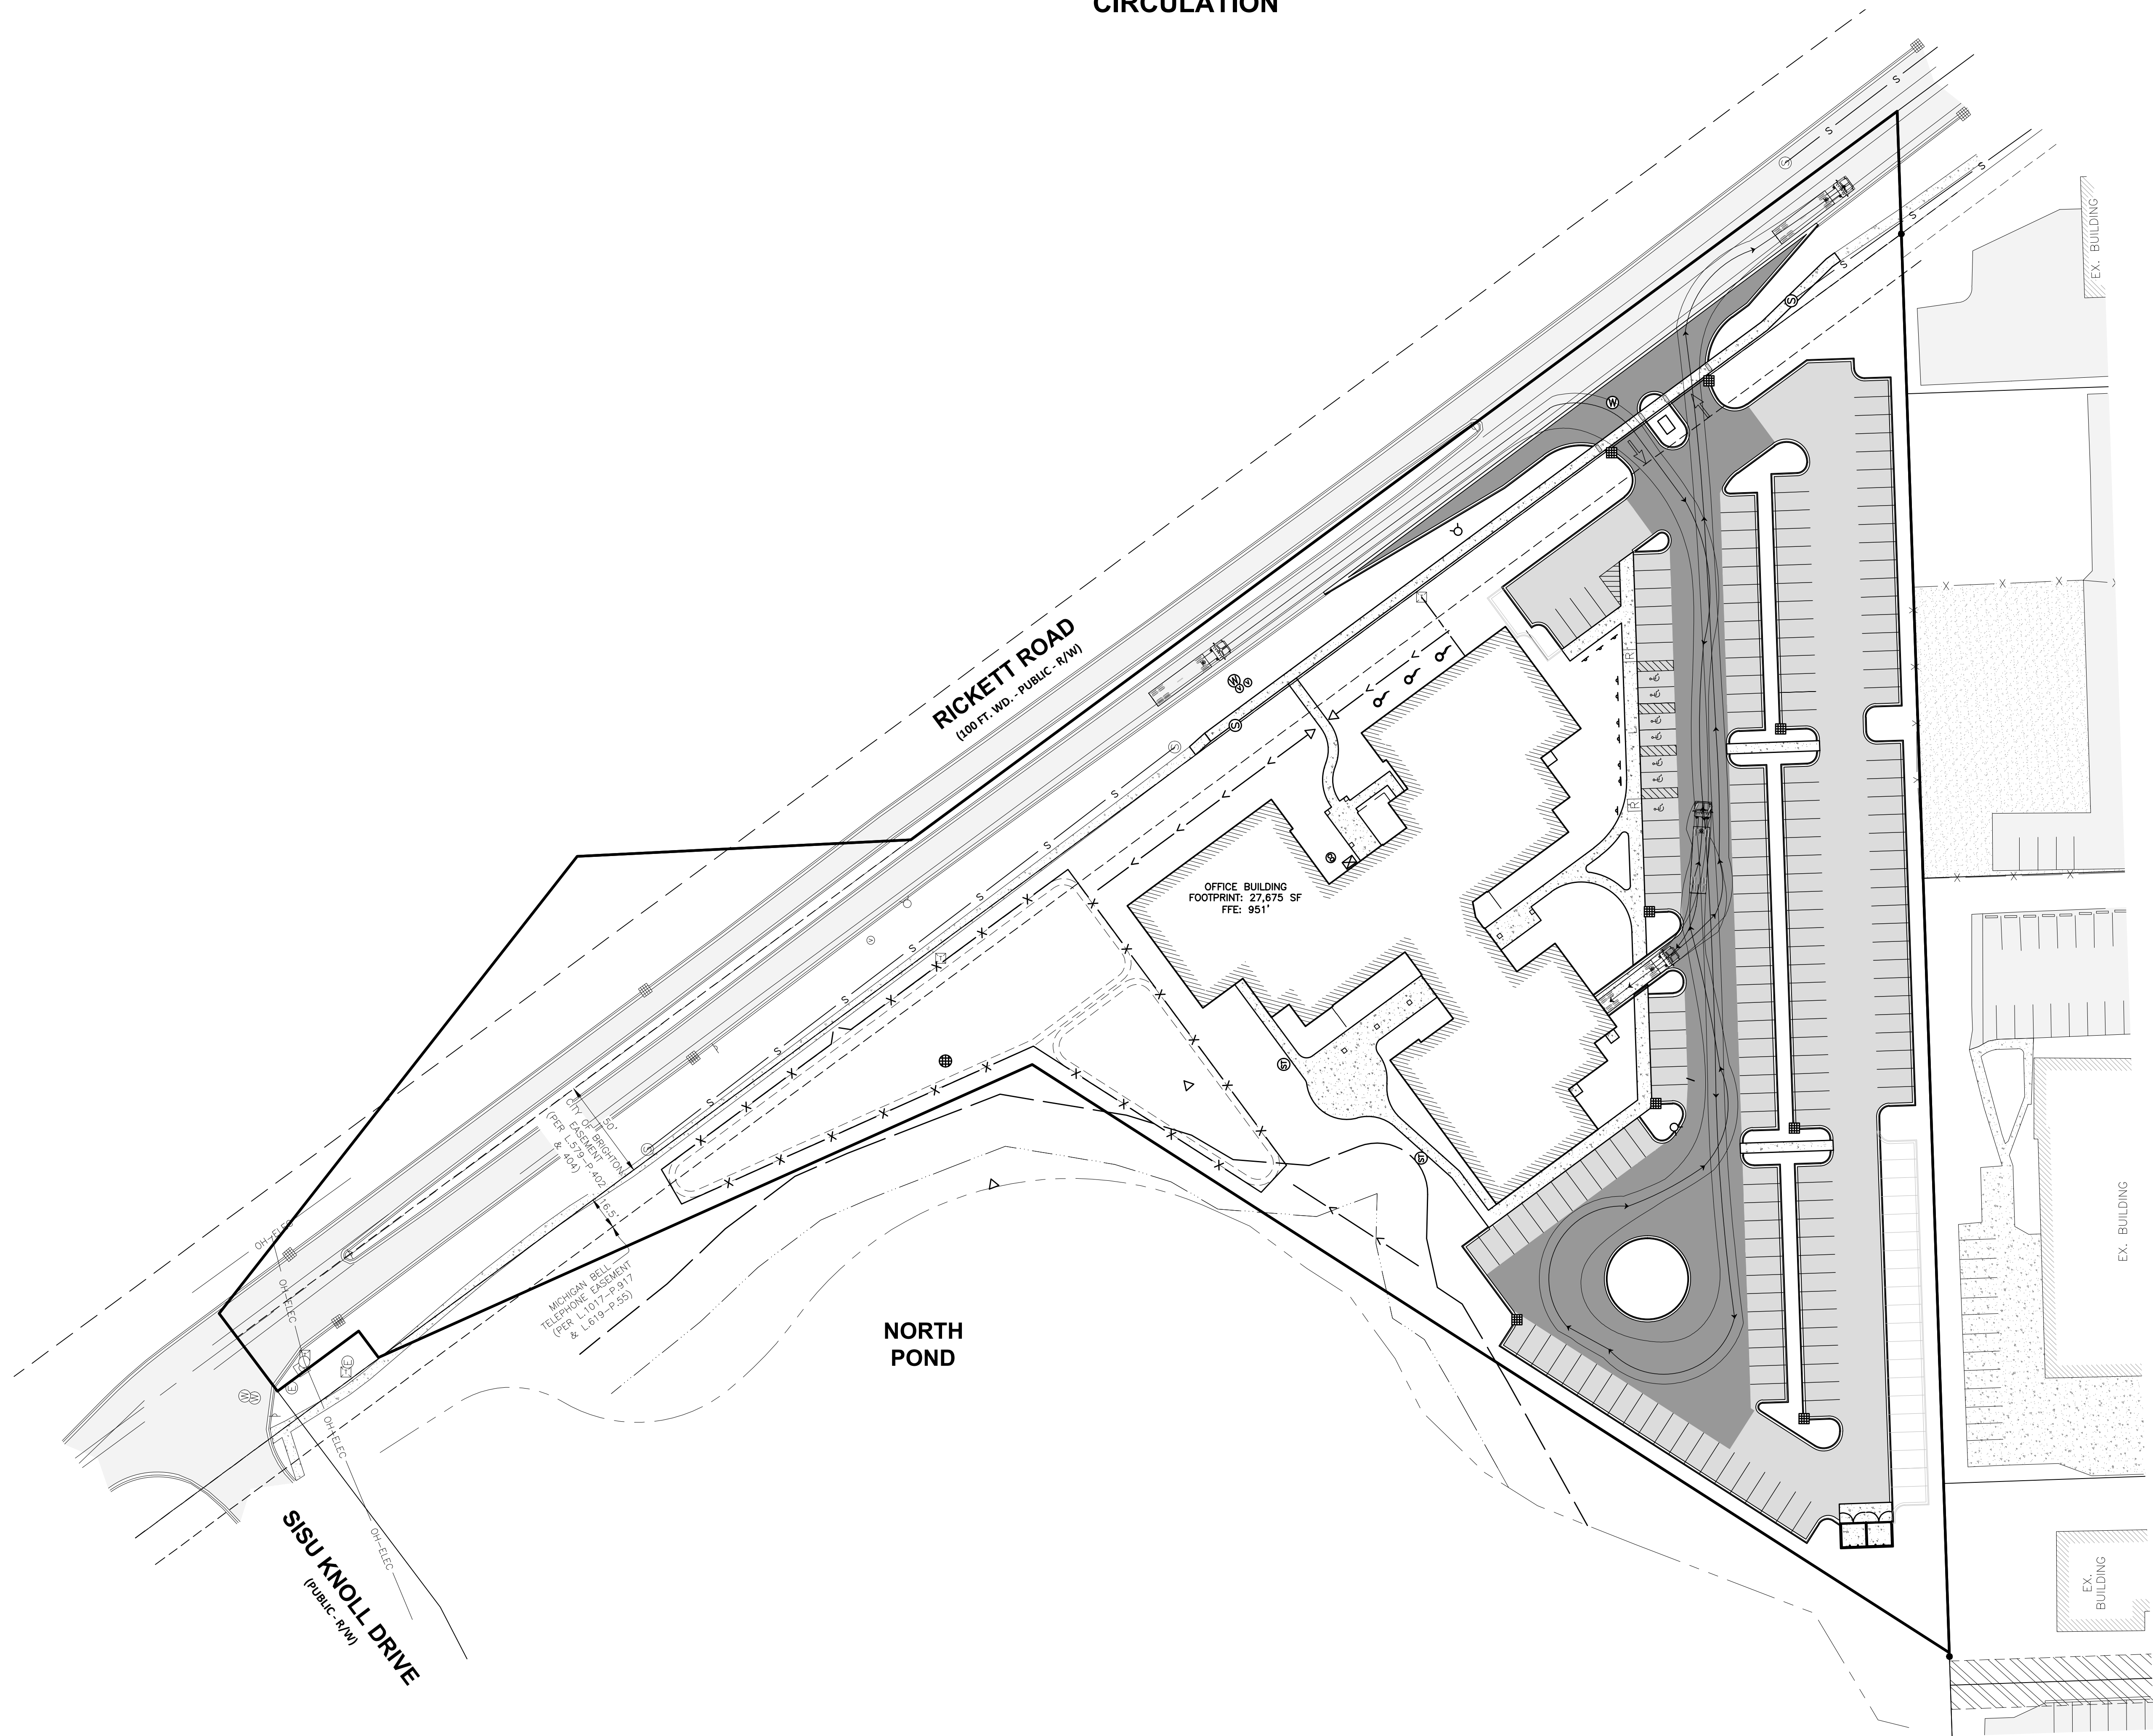 CIRCULATION
EX. BUILDING
RICKETT ROAD
(100 FT. WD. - PUBLIC - R/W)
OFFICE BUILDING
FOOTPRINT: 27,675 SF
FFE: 951'
50'
CITY OF BRIGHTON
EASEMENT
(PER L.579-P.402
& 404)
16.5'
MICHIGAN BELL
TELEPHONE EASEMENT
(PER L.1017-P.917
& L.619-P.55)
NORTH
POND
EX. BUILDING
OH-ELEC
OH-ELEC
OH-ELEC
OH-ELEC
SISU KNOLL DRIVE
(PUBLIC - R/W)
EX.
BUILDING